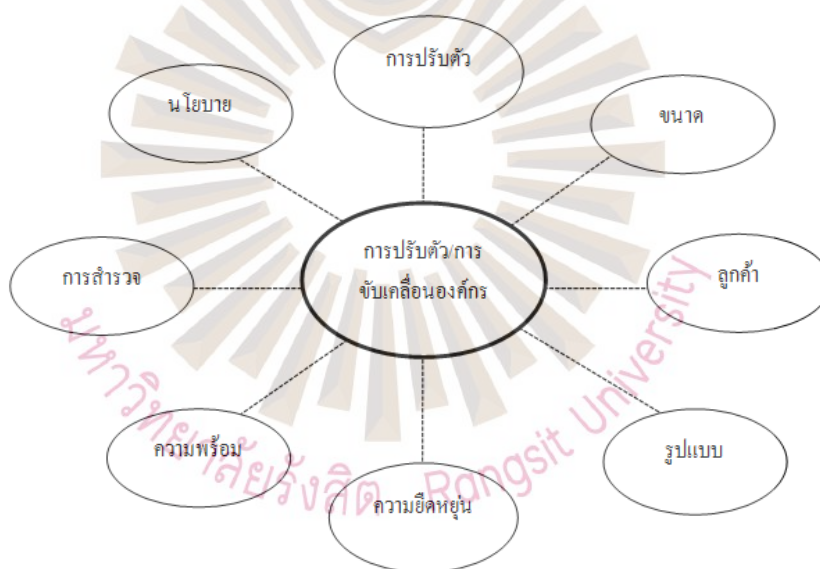 การปรับตัว
นโยบาย
ขนาด
การปรับตัว/การ
ขับเคลื่อนองค์กร
การสำรวจ
ลูกค้า
ความพร้อม
รูปแบบ
ความยืดหยุ่น
มหาวิทยาลัยรังสิต Rangsit University